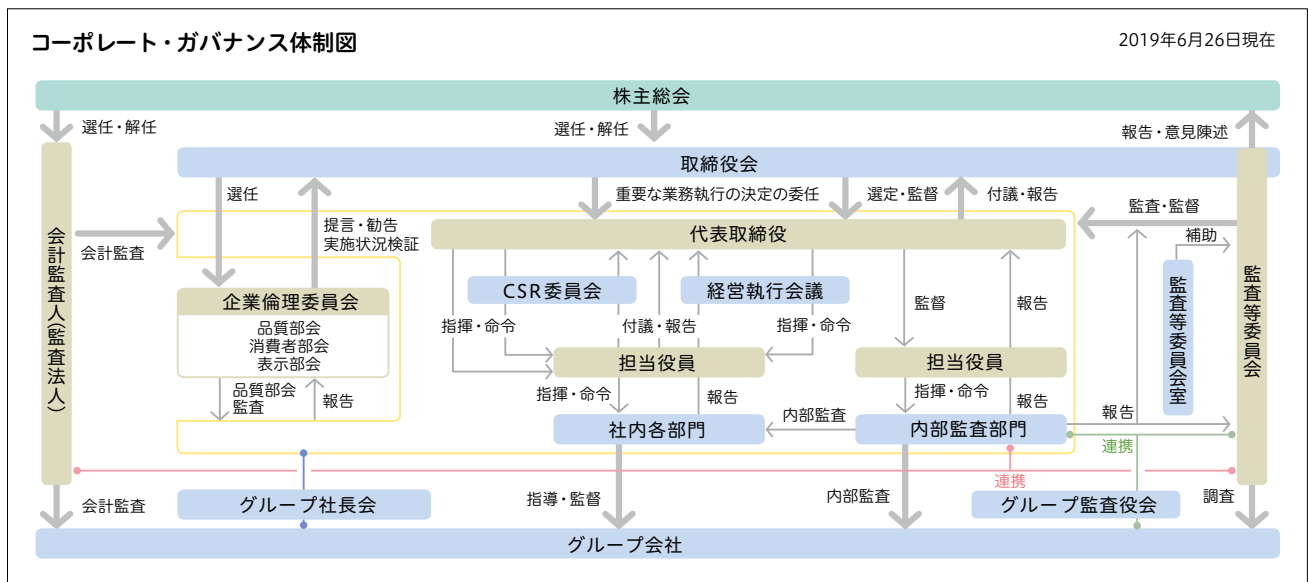 コーポレート・ガバナンス体制図
2019年6月26日現在
株主総会
選任・解任
選任・解任
報告・意見陳述
取締役会
選任
提言・勧告
実施状況検証
重要な業務執行の決定の委任
選定・監督
付議・報告
監査・監督
会計監査人(監査法人)
会計監査
代表取締役
補助
監査等委員会室
監査等委員会
企業倫理委員会
品質部会
消費者部会
表示部会
CSR委員会
経営執行会議
指揮・命令
付議・報告
指揮・命令
監督
報告
担当役員
担当役員
品質部会
監査
報告
指揮・命令
報告
指揮・命令
報告
社内各部門
内部監査
内部監査部門
報告
連携
連携
会計監査
グループ社長会
指導・監督
内部監査
グループ監査役会
調査
グループ会社